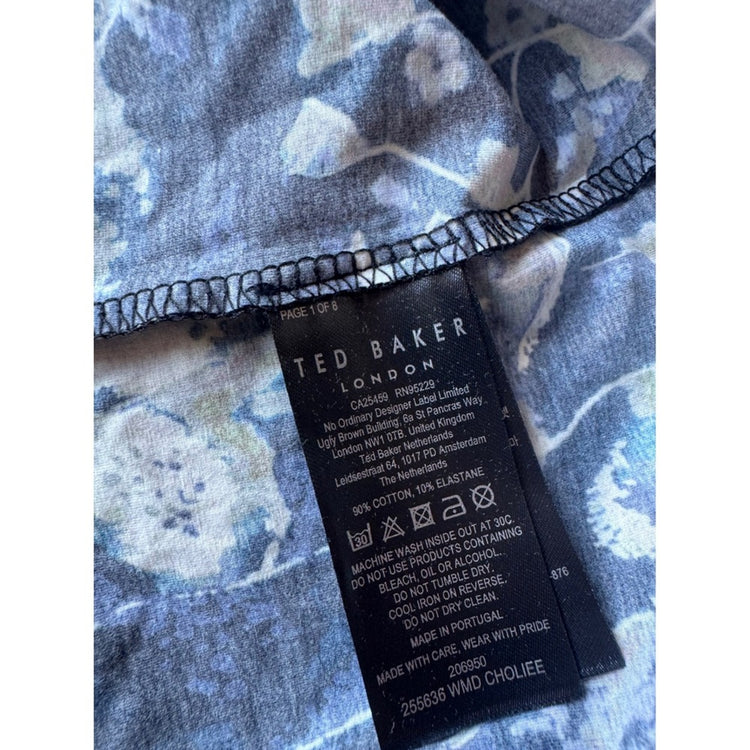 PAGE 1 OF 8
TED BAKER
LONDON
CA25459 RN95229
No Ordinary Designer Label Limited
Ugly Brown Building, 6a St Pancras Way
London NW1 0TB, United Kingdom
Ted Baker Netherlands
Leidsestraat 64, 1017 PD Amsterdam
The Netherlands
90% COTTON, 10% ELASTANE
30
MACHINE WASH INSIDE OUT AT 30C.
DO NOT USE PRODUCTS CONTAINING
BLEACH, OIL OR ALCOHOL.
DO NOT TUMBLE DRY.
COOL IRON ON REVERSE.
DO NOT DRY CLEAN.
MADE IN PORTUGAL
MADE WITH CARE, WEAR WITH PRIDE
206950
255636 WMD CHOLIEE
-876